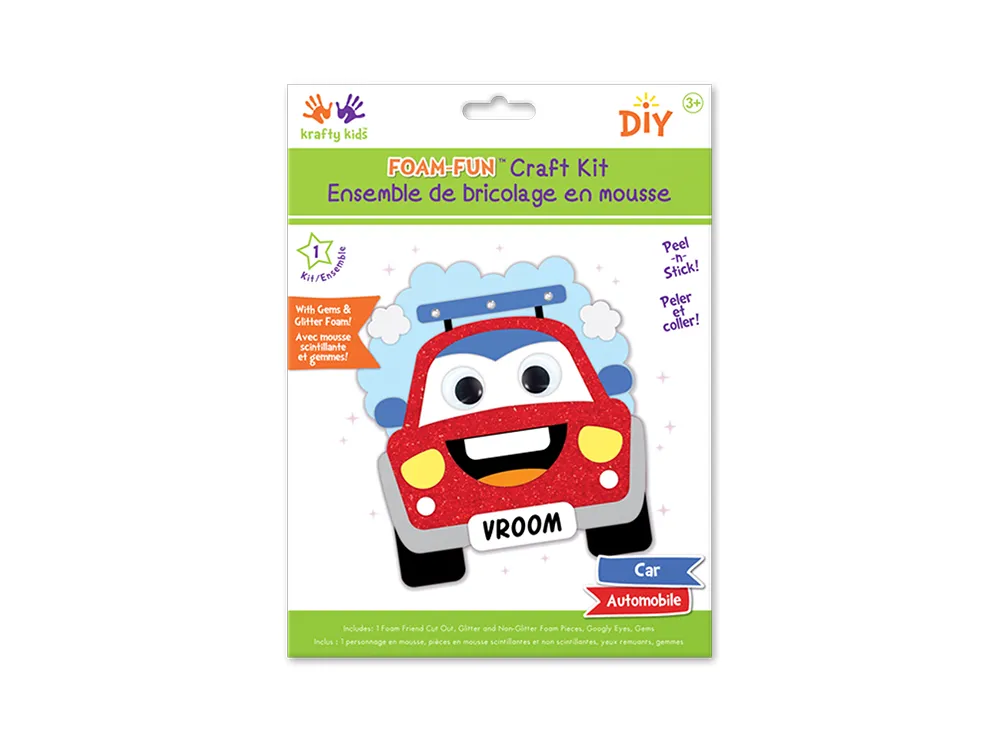 krafty kids™
DiY
3+
FOAM-FUN™ Craft Kit
Ensemble de bricolage en mousse
1
Kit/Ensemble
Peel
-n-
Stick!
Peler
et
coller!
With Gems &
Glitter Foam!
Avec mousse
scintillante
et gemmes!
VROOM
Car
Automobile
Includes: 1 Foam Friend Cut Out, Glitter and Non-Glitter Foam Pieces, Googly Eyes, Gems
Inclus : 1 personnage en mousse, pièces en mousse scintillantes et non scintillantes, yeux remuants, gemmes